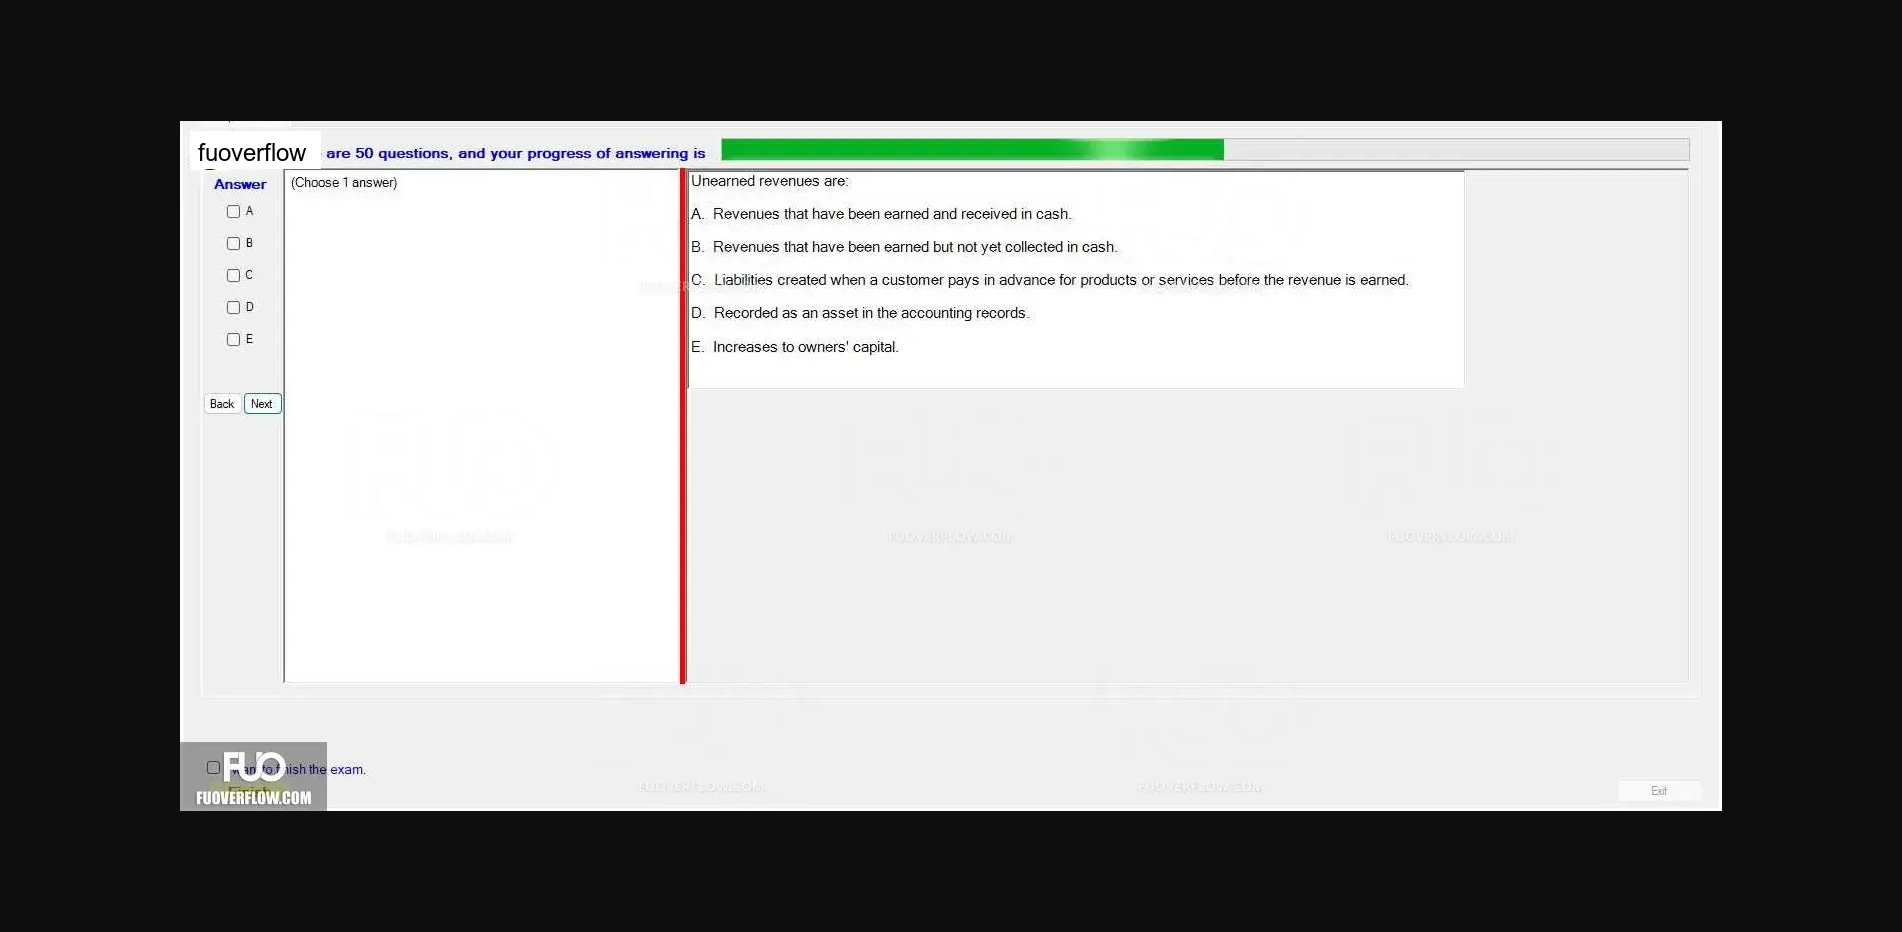 fuoverflow are 50 questions, and your progress of answering is
Answer
(Choose 1 answer)
A
B
C
D
E
Back Next
Unearned revenues are:
A. Revenues that have been earned and received in cash.
B. Revenues that have been earned but not yet collected in cash.
C. Liabilities created when a customer pays in advance for products or services before the revenue is earned.
D. Recorded as an asset in the accounting records.
E. Increases to owners' capital.
FUOVERFLOW.COM
FUOVERFLOW.COM
FUOVERFLOW.COM
want to finish the exam.
Finish
FUO
FUOVERFLOW.COM
FUOVERFLOW.COM
FUOVERFLOW.COM
Exit